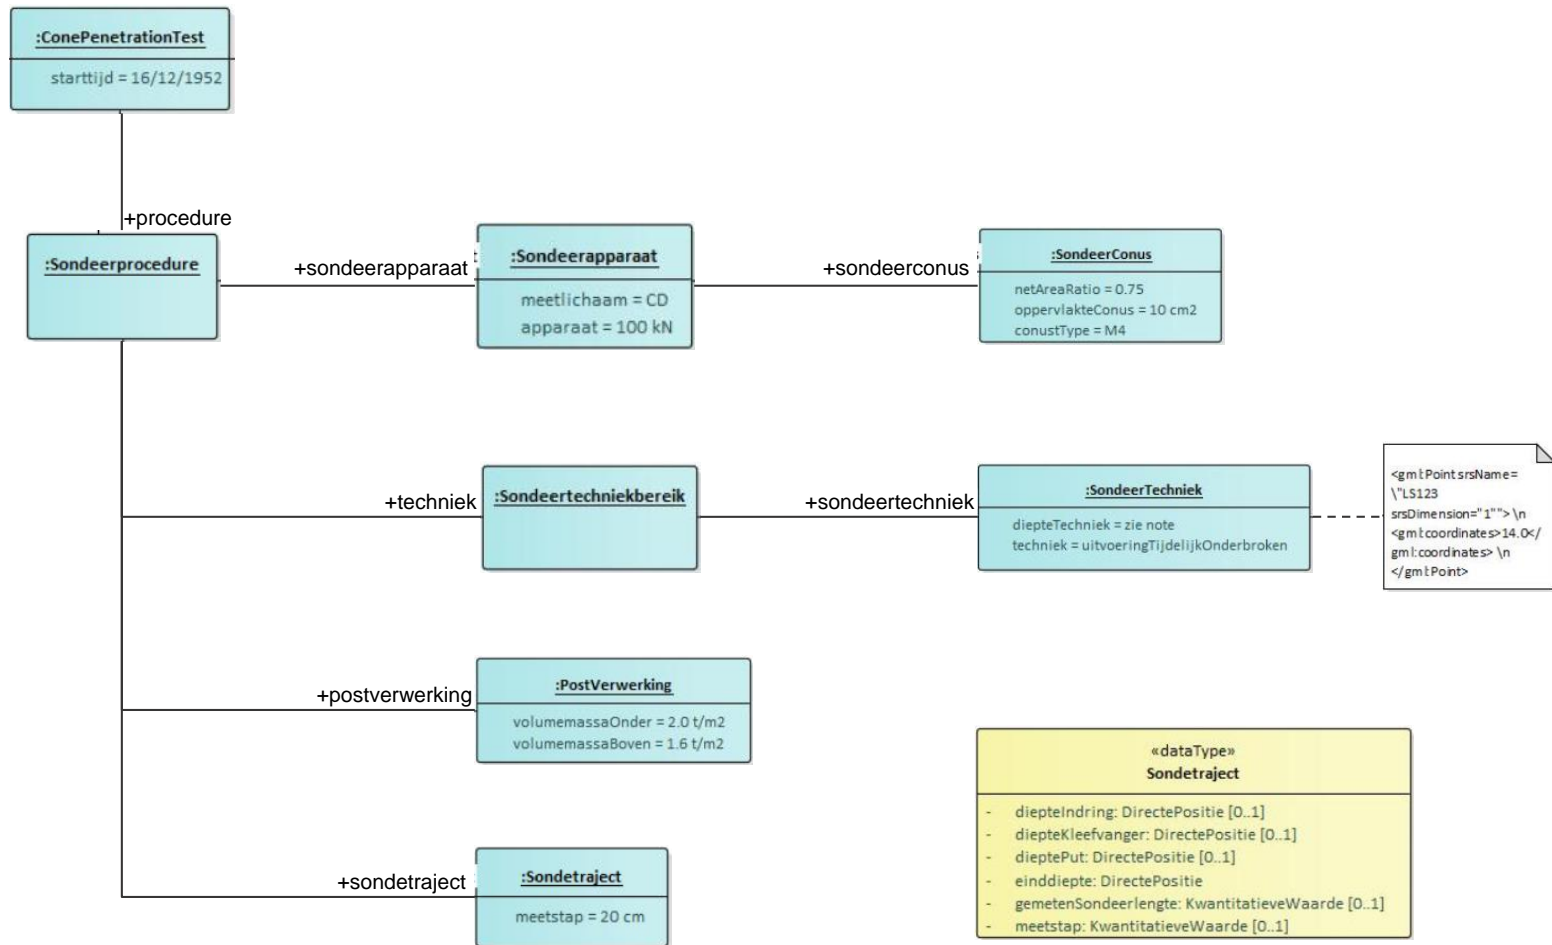 :ConePenetrationTest
starttijd = 16/12/1952
+procedure
:Sondeerprocedure
+sondeerapparaat
:Sondeerapparaat
meetlichaam = CD
apparaat = 100 kN
+sondeerconus
:SondeerConus
netAreaRatio = 0.75
oppervlakteConus = 10 cm2
conustType = M4
+techniek
:Sondeertechniekbereik
+sondeertechniek
:SondeerTechniek
diepteTechniek = zie note
techniek = uitvoeringTijdelijkOnderbroken
<gml:Point srsName=
\"LS123
srsDimension="1""> \n
<gml:coordinates>14.0</
gml:coordinates> \n
</gml:Point>
+postverwerking
:PostVerwerking
volumemassaOnder = 2.0 t/m2
volumemassaBoven = 1.6 t/m2
+sondetraject
:Sondetraject
meetstap = 20 cm
«dataType»
Sondetraject
- diepteIndring: DirectePositie [0..1]
- diepteKleefvanger: DirectePositie [0..1]
- dieptePut: DirectePositie [0..1]
- einddiepte: DirectePositie
- gemetenSondeerlengte: KwantitatieveWaarde [0..1]
- meetstap: KwantitatieveWaarde [0..1]